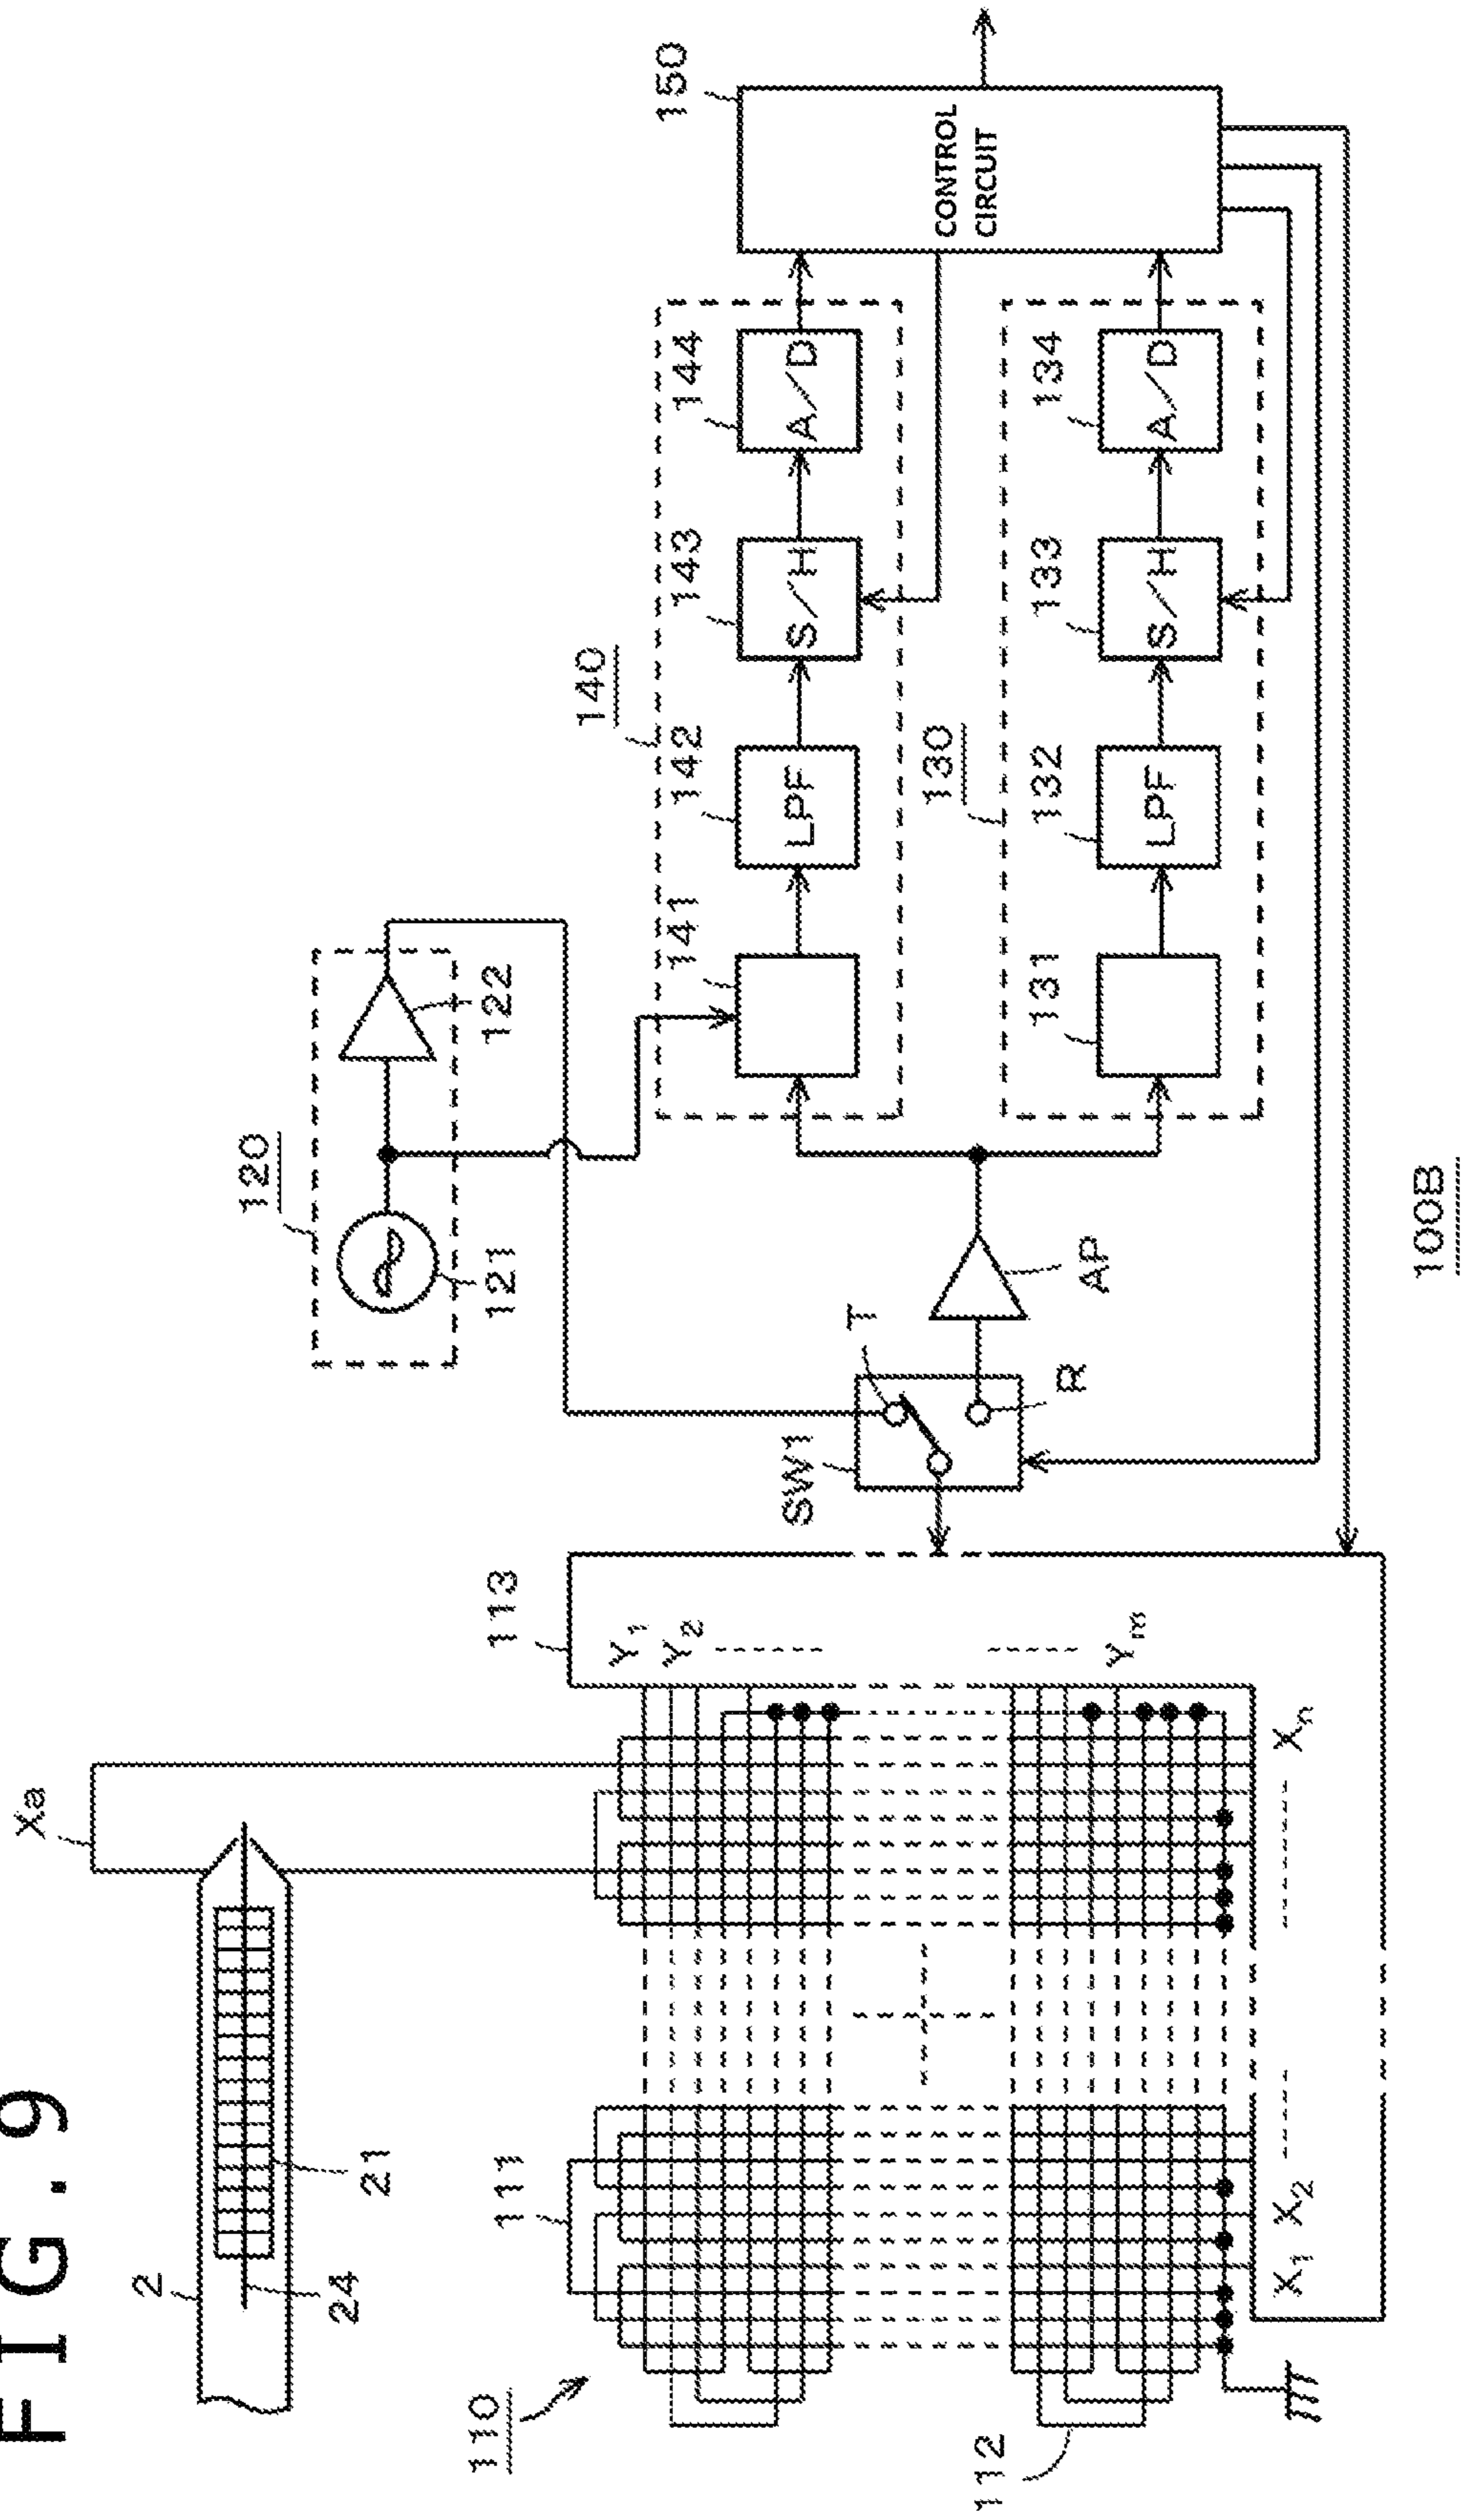 FIG. 9
Xa
2
24
21
120
121
122
110
111
112
113
Y1
Y2
Ym
X1
X2
Xn
SW1
T
R
AP
140
141
142
143
144
LPF
S/H
A/D
150
CONTROL
CIRCUIT
130
131
132
133
134
LPF
S/H
A/D
100B